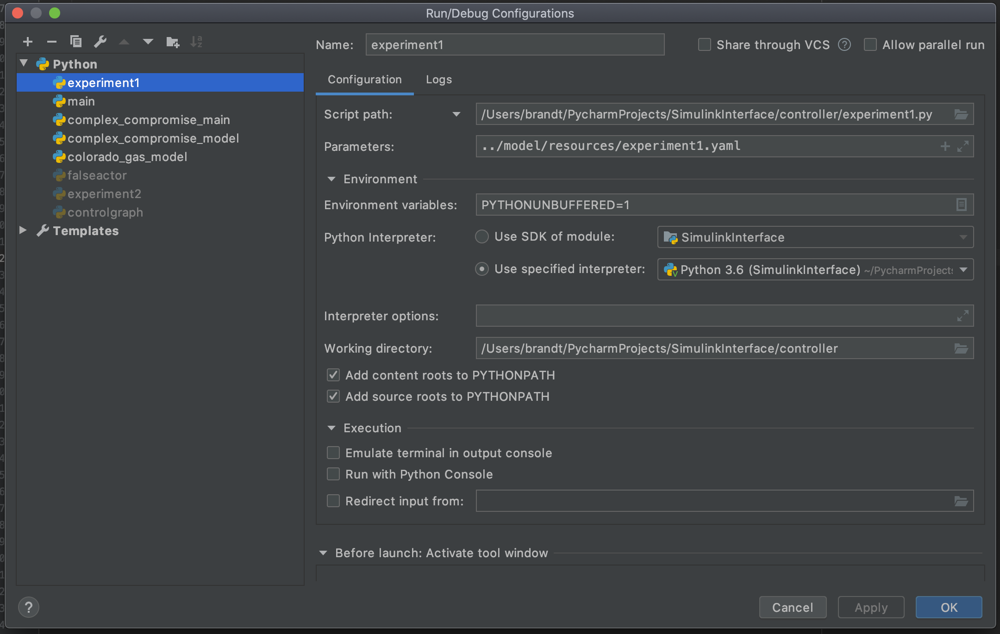 Run/Debug Configurations
Name: experiment1 Share through VCS ? Allow parallel run
Python
experiment1
main
complex_compromise_main
complex_compromise_model
colorado_gas_model
falseactor
experiment2
controlgraph
Templates
Configuration Logs
Script path: /Users/brandt/PycharmProjects/SimulinkInterface/controller/experiment1.py
Parameters: ../model/resources/experiment1.yaml
Environment
Environment variables: PYTHONUNBUFFERED=1
Python Interpreter: Use SDK of module: SimulinkInterface
Use specified interpreter: Python 3.6 (SimulinkInterface) ~/PycharmProjects
Interpreter options:
Working directory: /Users/brandt/PycharmProjects/SimulinkInterface/controller
Add content roots to PYTHONPATH
Add source roots to PYTHONPATH
Execution
Emulate terminal in output console
Run with Python Console
Redirect input from:
Before launch: Activate tool window
? Cancel Apply OK